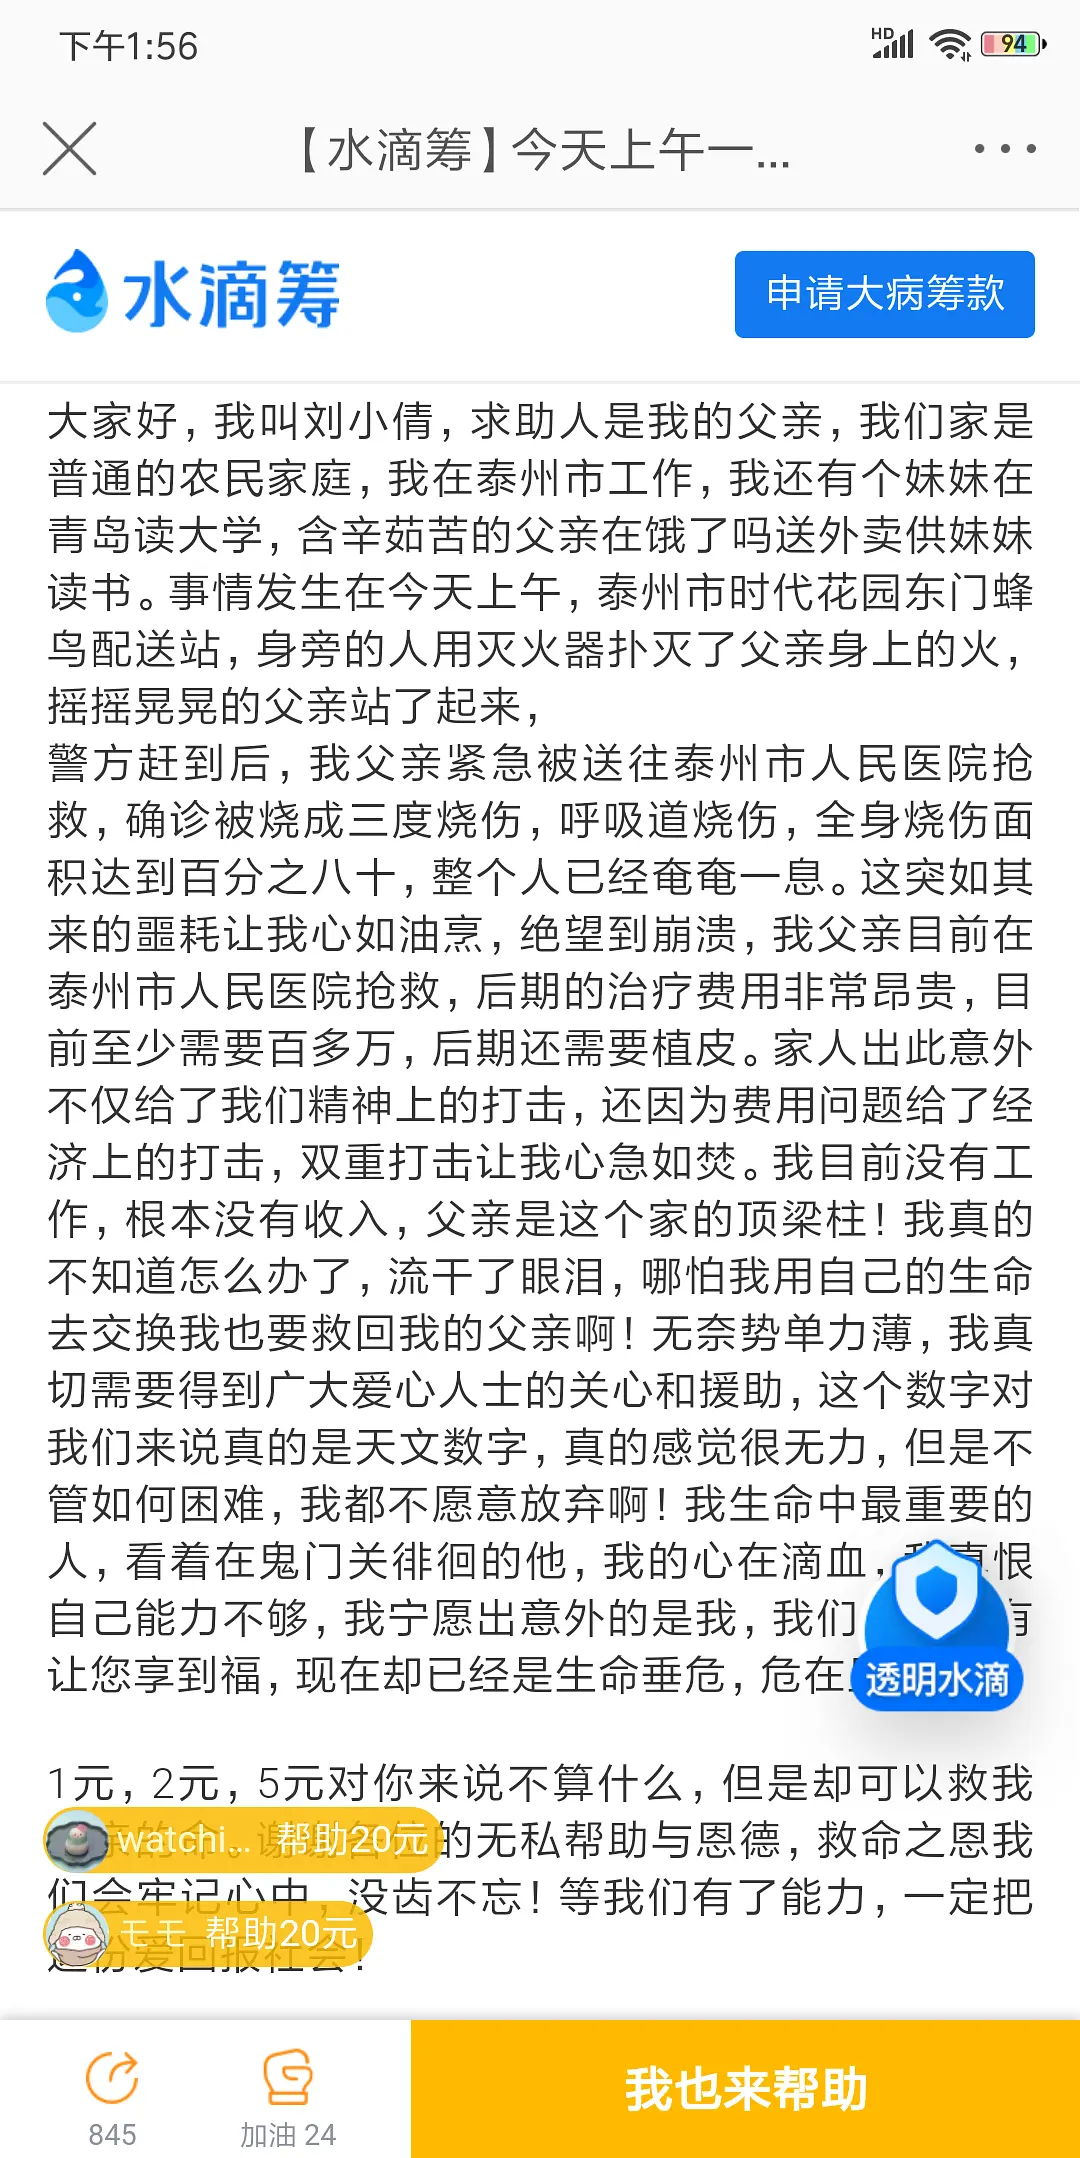 下午1:56
HD
94
【水滴筹】今天上午一...
水滴筹
申请大病筹款
大家好，我叫刘小倩，求助人是我的父亲，我们家是
普通的农民家庭，我在泰州市工作，我还有个妹妹在
青岛读大学，含辛茹苦的父亲在饿了吗送外卖供妹妹
读书。事情发生在今天上午，泰州市时代花园东门蜂
鸟配送站，身旁的人用灭火器扑灭了父亲身上的火，
摇摇晃晃的父亲站了起来，
警方赶到后，我父亲紧急被送往泰州市人民医院抢
救，确诊被烧成三度烧伤，呼吸道烧伤，全身烧伤面
积达到百分之八十，整个人已经奄奄一息。这突如其
来的噩耗让我心如油烹，绝望到崩溃，我父亲目前在
泰州市人民医院抢救，后期的治疗费用非常昂贵，目
前至少需要百多万，后期还需要植皮。家人出此意外
不仅给了我们精神上的打击，还因为费用问题给了经
济上的打击，双重打击让我心急如焚。我目前没有工
作，根本没有收入，父亲是这个家的顶梁柱！我真的
不知道怎么办了，流干了眼泪，哪怕我用自己的生命
去交换我也要救回我的父亲啊！无奈势单力薄，我真
切需要得到广大爱心人士的关心和援助，这个数字对
我们来说真的是天文数字，真的感觉很无力，但是不
管如何困难，我都不愿意放弃啊！我生命中最重要的
人，看着在鬼门关徘徊的他，我的心在滴血，我真恨
自己能力不够，我宁愿出意外的是我，我们有
让您享到福，现在却已经是生命垂危，危在
透明水滴
1元，2元，5元对你来说不算什么，但是却可以救我
亲的命。谢谢各位的无私帮助与恩德，救命之恩我
watchi... 帮助20元
们会牢记心中，没齿不忘！等我们有了能力，一定把
モモ 帮助20元
这份爱回报社会！
845
加油 24
我也来帮助